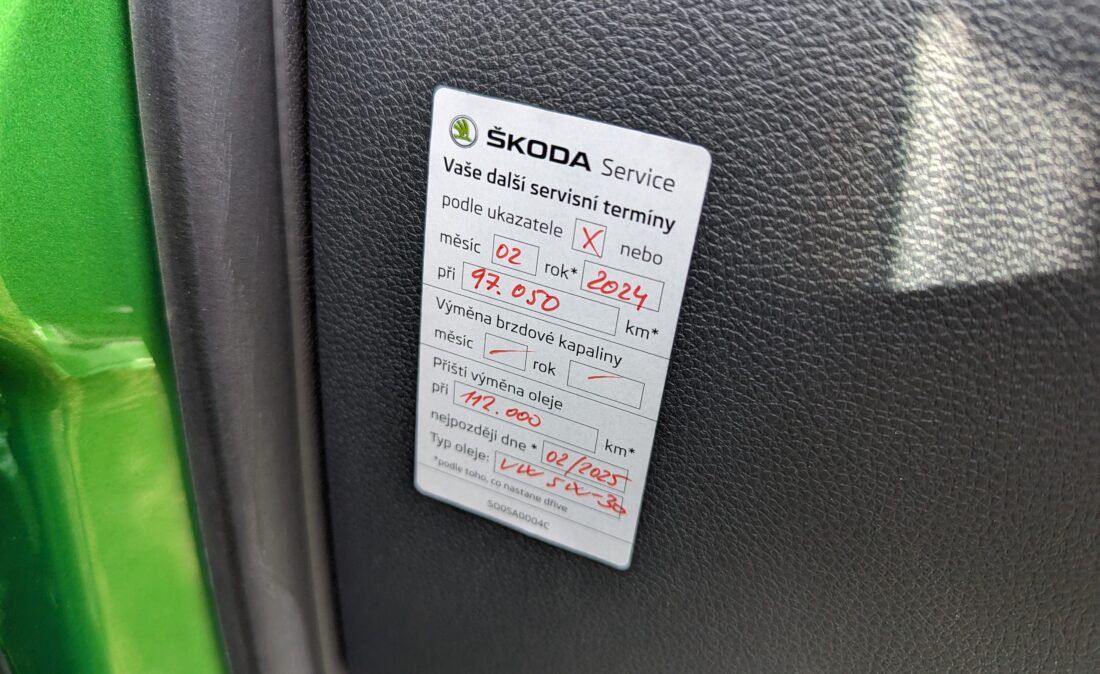 ŠKODA Service
Vaše další servisní termíny
podle ukazatele X nebo
měsíc 02 rok* 2024
při 97.050 km*
Výměna brzdové kapaliny
měsíc — rok —
Příští výměna oleje
při 112.000 km*
nejpozději dne * 02/2025
Typ oleje: VW 5W-30
*podle toho, co nastane dříve
S00SA0004C